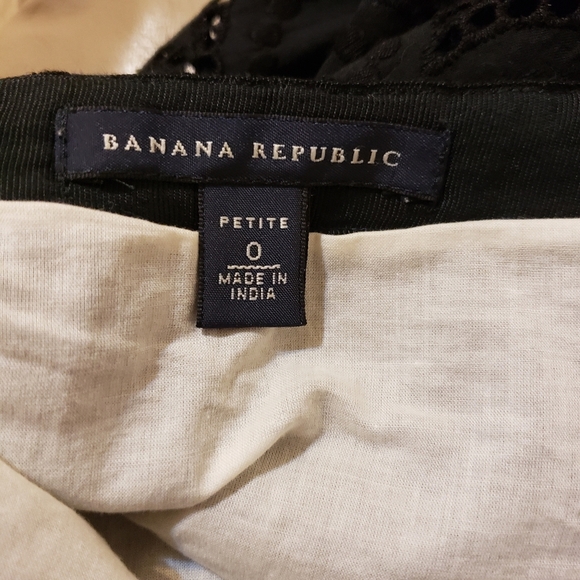 BANANA REPUBLIC
PETITE
0
MADE IN
INDIA